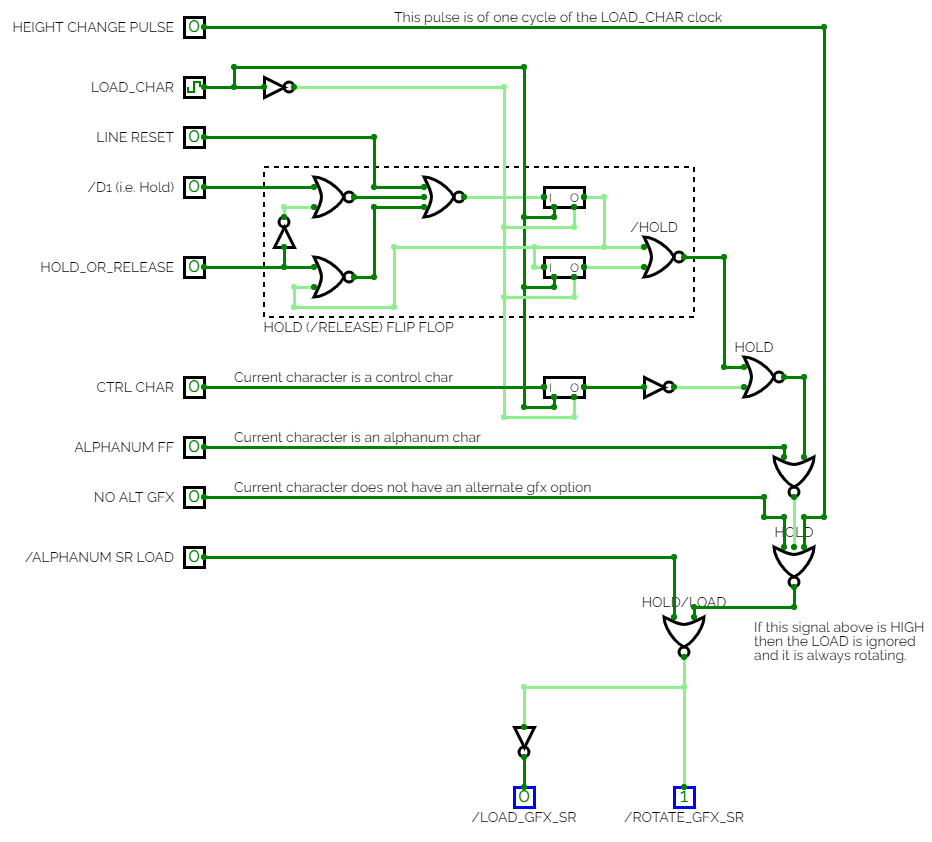 This pulse is of one cycle of the LOAD_CHAR clock
HEIGHT CHANGE PULSE 0
LOAD_CHAR
LINE RESET 0
/D1 (i.e. Hold) 0
I O
/HOLD
HOLD_OR_RELEASE 0
I O
HOLD (/RELEASE) FLIP FLOP
HOLD
Current character is a control char
CTRL CHAR 0
I O
Current character is an alphanum char
ALPHANUM FF 0
Current character does not have an alternate gfx option
NO ALT GFX 0
HOLD
/ALPHANUM SR LOAD 0
HOLD/LOAD
If this signal above is HIGH
then the LOAD is ignored
and it is always rotating.
0
1
/LOAD_GFX_SR
/ROTATE_GFX_SR